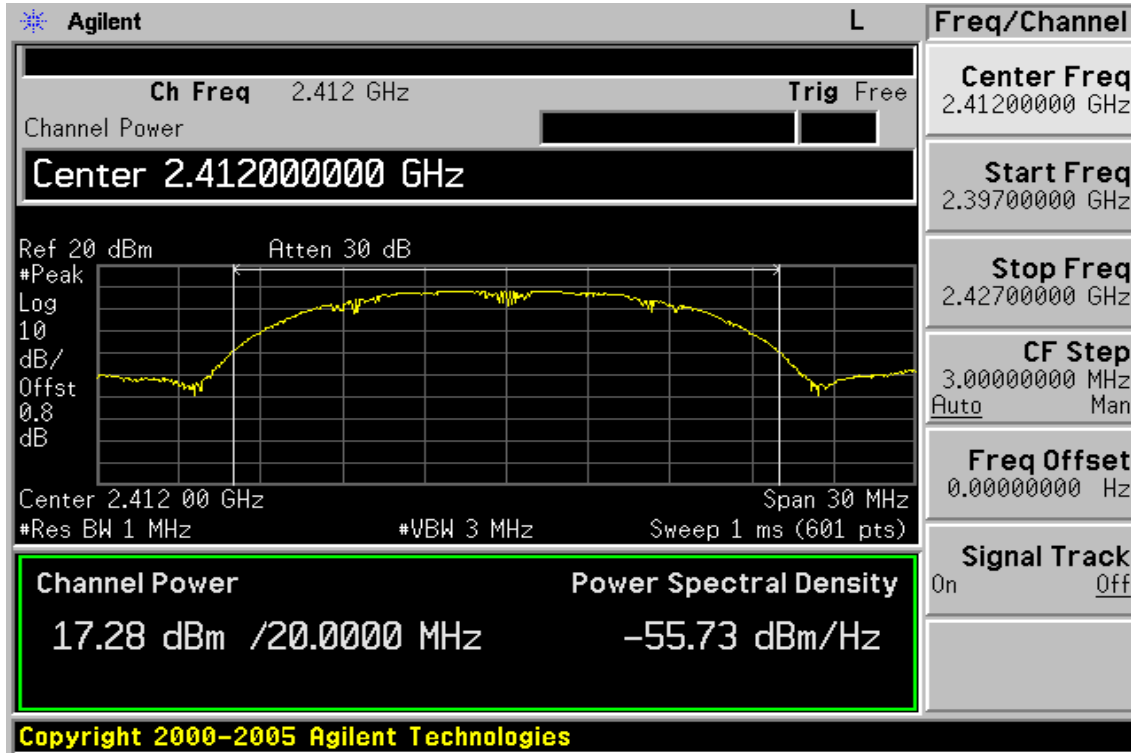 Agilent L Freq/Channel
Ch Freq 2.412 GHz Trig Free
Channel Power
Center 2.412000000 GHz
Ref 20 dBm Atten 30 dB
#Peak
Log
10
dB/
Offst
0.8
dB
Center 2.412 00 GHz Span 30 MHz
#Res BW 1 MHz #VBW 3 MHz Sweep 1 ms (601 pts)
Channel Power Power Spectral Density
17.28 dBm /20.0000 MHz -55.73 dBm/Hz
Copyright 2000-2005 Agilent Technologies
Center Freq
2.41200000 GHz
Start Freq
2.39700000 GHz
Stop Freq
2.42700000 GHz
CF Step
3.00000000 MHz
Auto Man
Freq Offset
0.00000000 Hz
Signal Track
On Off